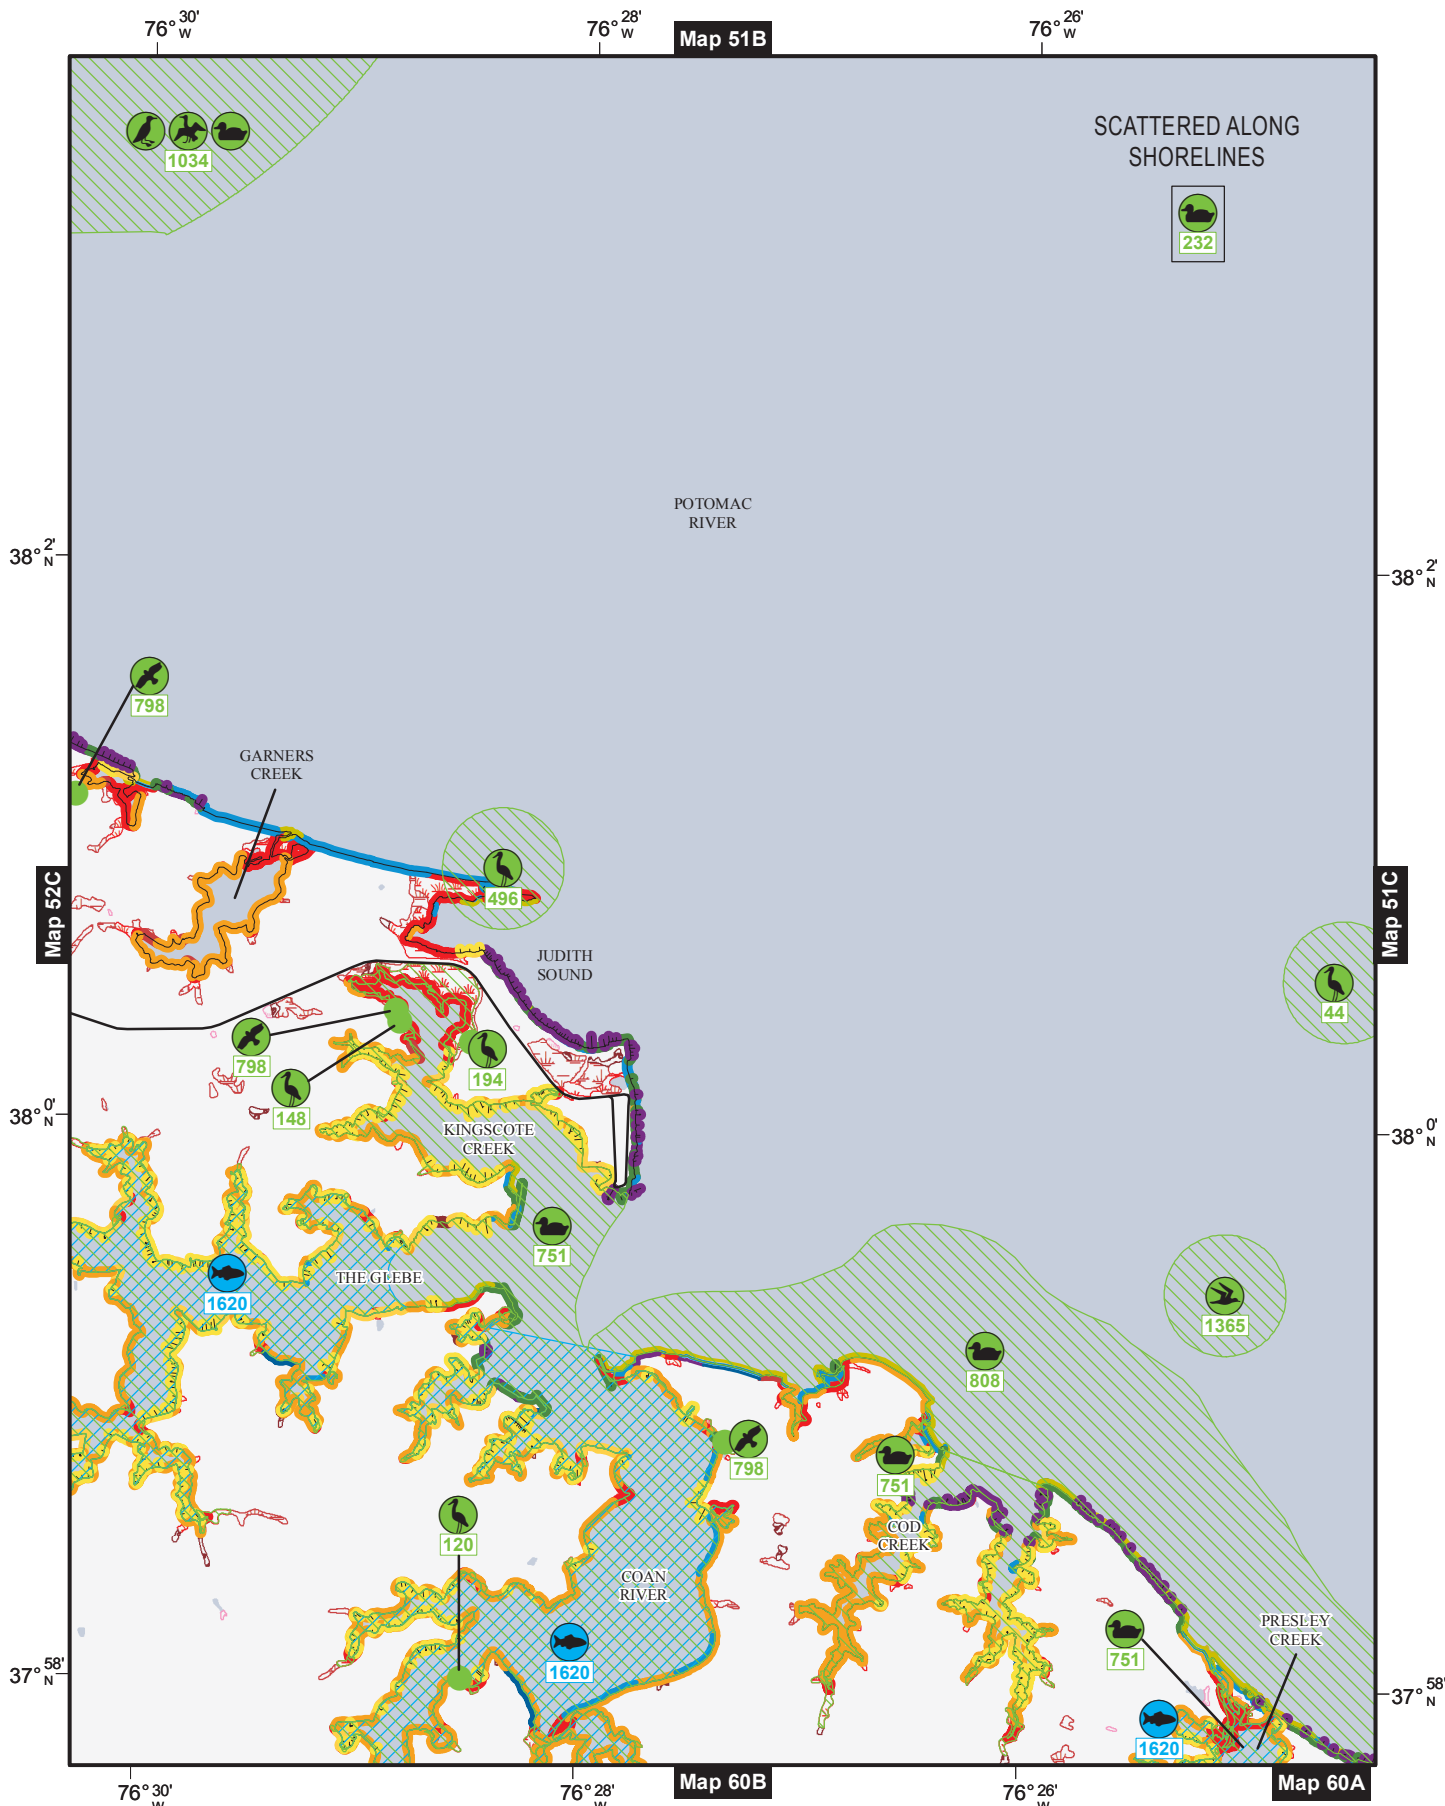 76° 30' W
76° 28' W
76° 26' W
Map 51B
SCATTERED ALONG
SHORELINES
1034
232
POTOMAC
RIVER
38° 2' N
38° 2' N
798
GARNERS
CREEK
496
Map 52C
Map 51C
JUDITH
SOUND
44
798
194
148
38° 0' N
38° 0' N
KINGSCOTE
CREEK
751
THE GLEBE
1620
1365
808
798
751
120
COD
CREEK
COAN
RIVER
PRESLEY
CREEK
751
1620
37° 58' N
37° 58' N
1620
Map 60B
Map 60A
76° 30' W
76° 28' W
76° 26' W